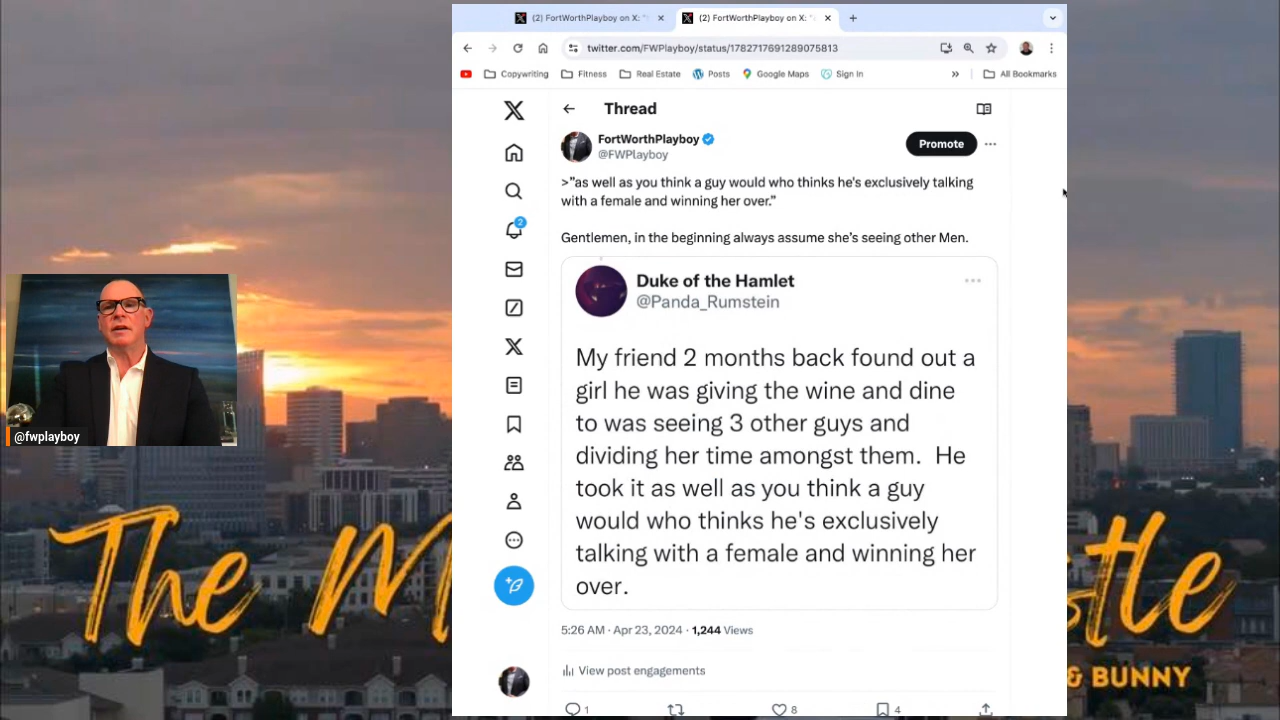 (2) FortWorthPlayboy on X: "
(2) FortWorthPlayboy on X: "
twitter.com/FWPlayboy/status/1782717691289075813
Copywriting
Fitness
Real Estate
Posts
Google Maps
Sign In
»
All Bookmarks
Thread
FortWorthPlayboy
@FWPlayboy
Promote
>"as well as you think a guy would who thinks he's exclusively talking
with a female and winning her over."
Gentlemen, in the beginning always assume she's seeing other Men.
2
Duke of the Hamlet
@Panda_Rumstein
My friend 2 months back found out a
girl he was giving the wine and dine
to was seeing 3 other guys and
dividing her time amongst them. He
took it as well as you think a guy
would who thinks he's exclusively
talking with a female and winning her
over.
5:26 AM · Apr 23, 2024 · 1,244 Views
View post engagements
1
8
4
@fwplayboy
The M
stle
& BUNNY